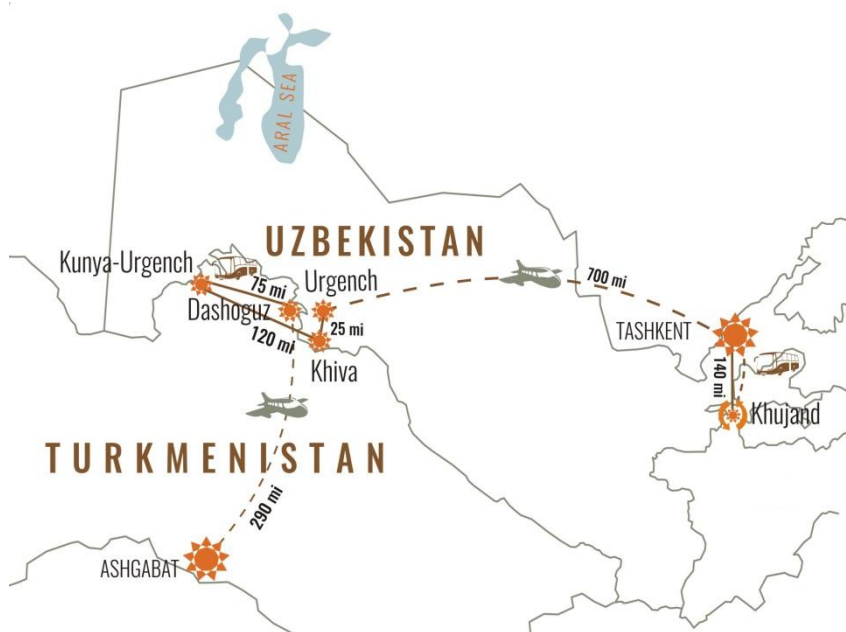 ARAL SEA
UZBEKISTAN
Kunya-Urgench
75 mi
Urgench
700 mi
Dashoguz
25 mi
120 mi
TASHKENT
Khiva
140 mi
Khujand
TURKMENISTAN
290 mi
ASHGABAT